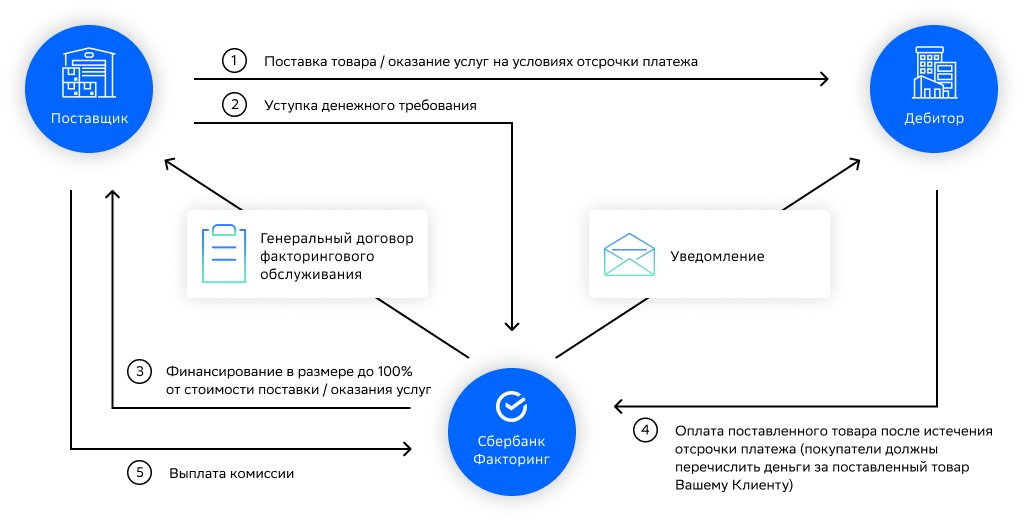 Поставщик
1
Поставка товара / оказание услуг на условиях отсрочки платежа
2
Уступка денежного требования
Дебитор
Генеральный договор
факторингового
обслуживания
Уведомление
3
Финансирование в размере до 100%
от стоимости поставки / оказания услуг
Сбербанк
Факторинг
4
Оплата поставленного товара после истечения
отсрочки платежа (покупатели должны
перечислить деньги за поставленный товар
Вашему Клиенту)
5
Выплата комиссии